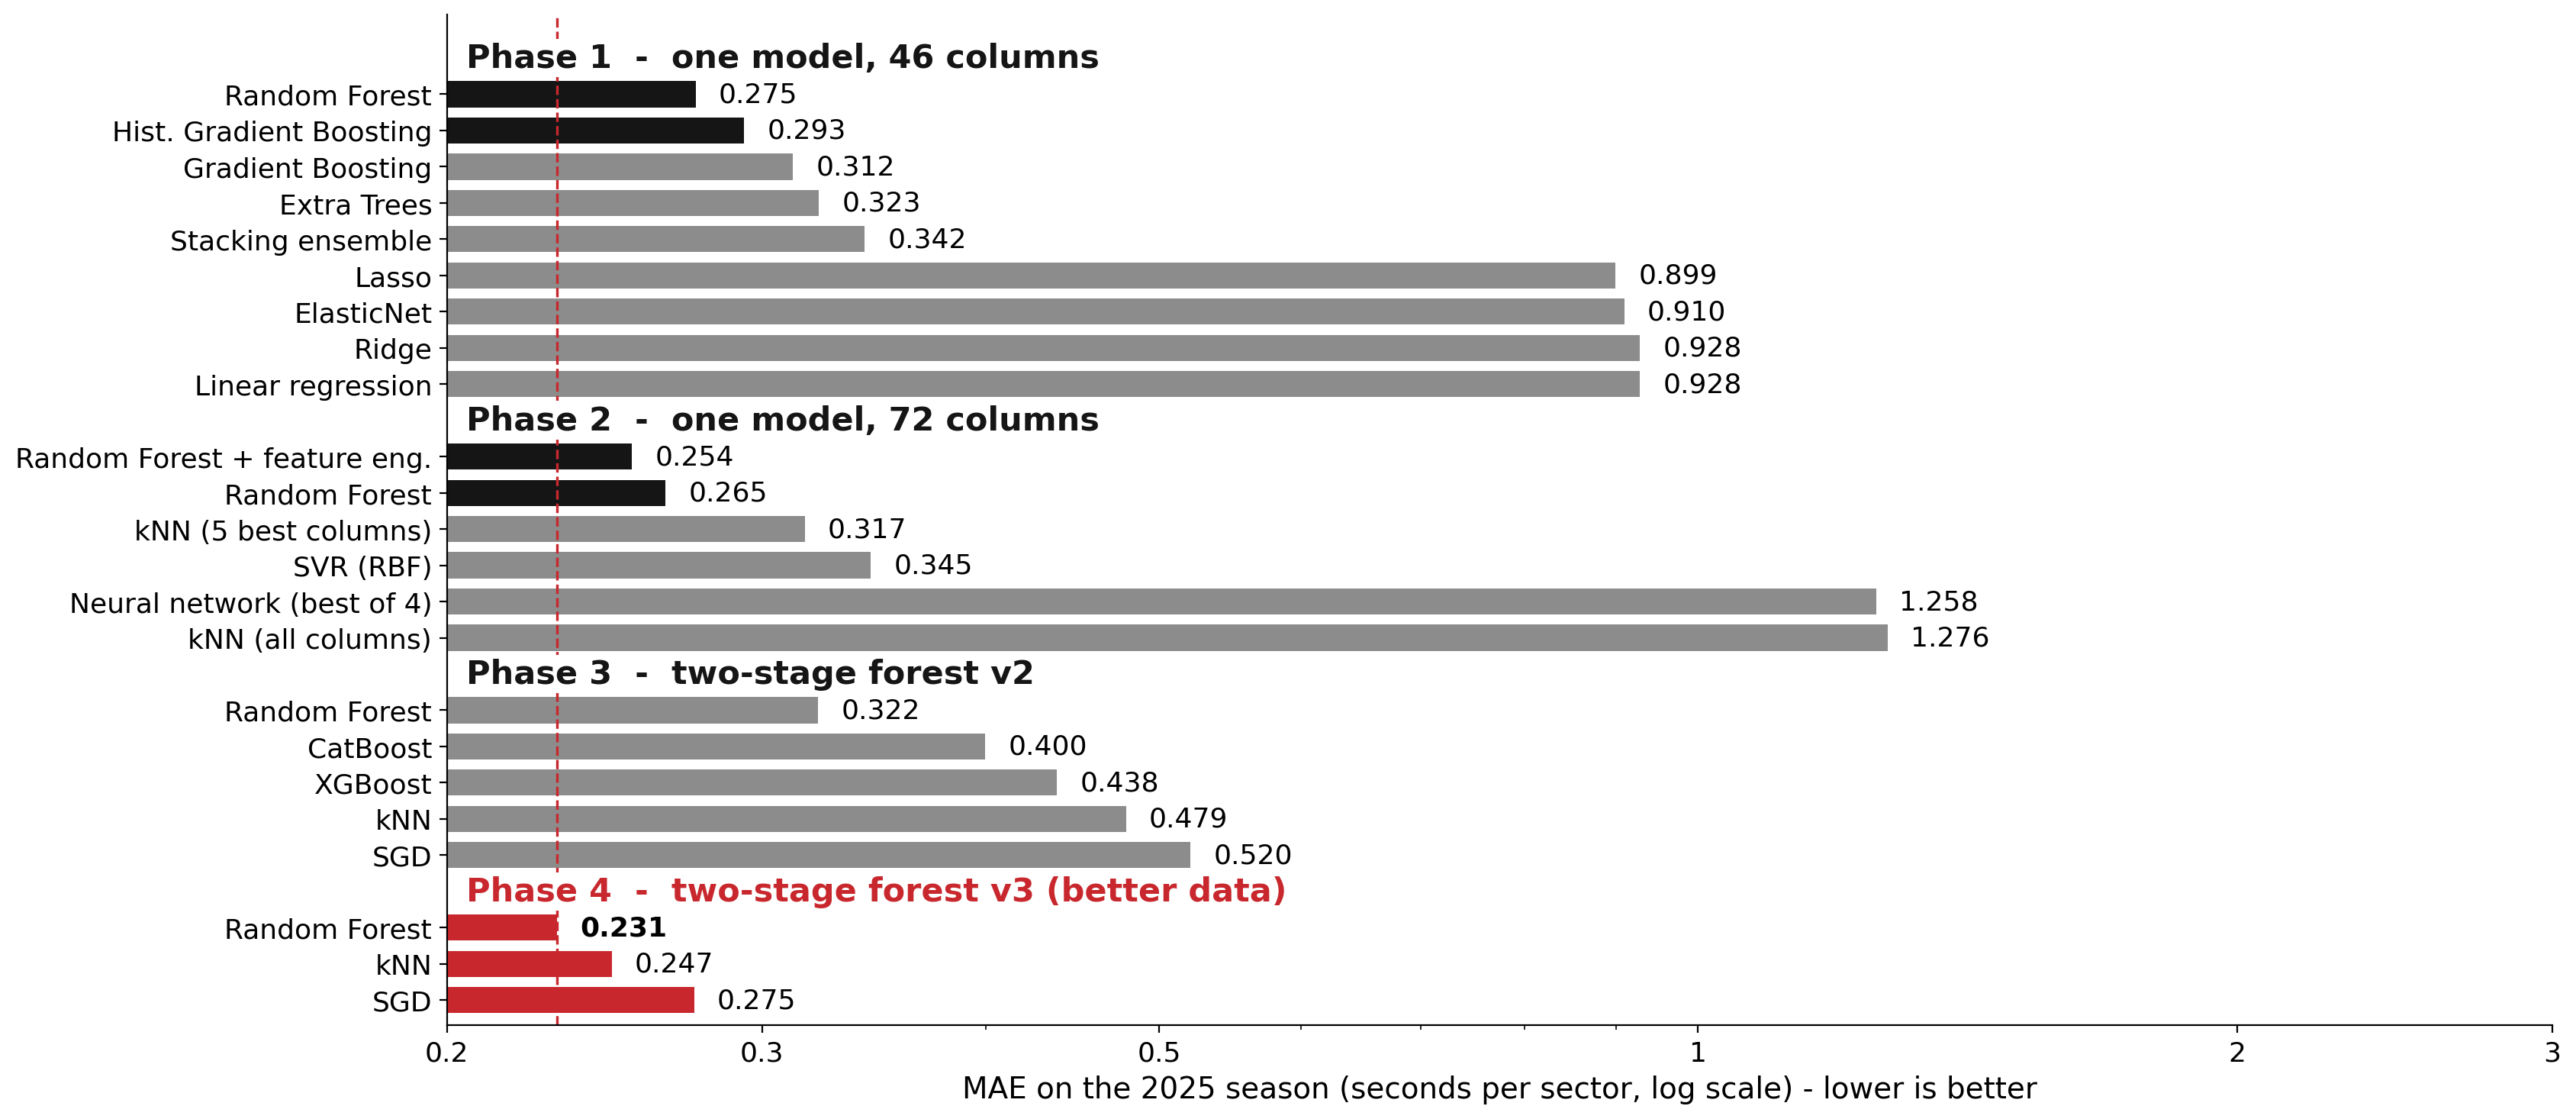 Phase 1 - one model, 46 columns
Random Forest 0.275
Hist. Gradient Boosting 0.293
Gradient Boosting 0.312
Extra Trees 0.323
Stacking ensemble 0.342
Lasso 0.899
ElasticNet 0.910
Ridge 0.928
Linear regression 0.928
Phase 2 - one model, 72 columns
Random Forest + feature eng. 0.254
Random Forest 0.265
kNN (5 best columns) 0.317
SVR (RBF) 0.345
Neural network (best of 4) 1.258
kNN (all columns) 1.276
Phase 3 - two-stage forest v2
Random Forest 0.322
CatBoost 0.400
XGBoost 0.438
kNN 0.479
SGD 0.520
Phase 4 - two-stage forest v3 (better data)
Random Forest 0.231
kNN 0.247
SGD 0.275
0.2 0.3 0.5 1 2 3
MAE on the 2025 season (seconds per sector, log scale) - lower is better